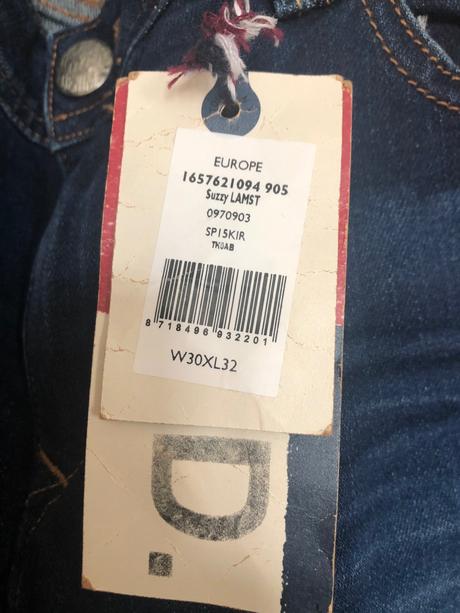 EUROPE
1657621094 905
Suzzy LAMST
0970903
SP15KIR
TK0AB
8 718496 932201
W30XL32
D.